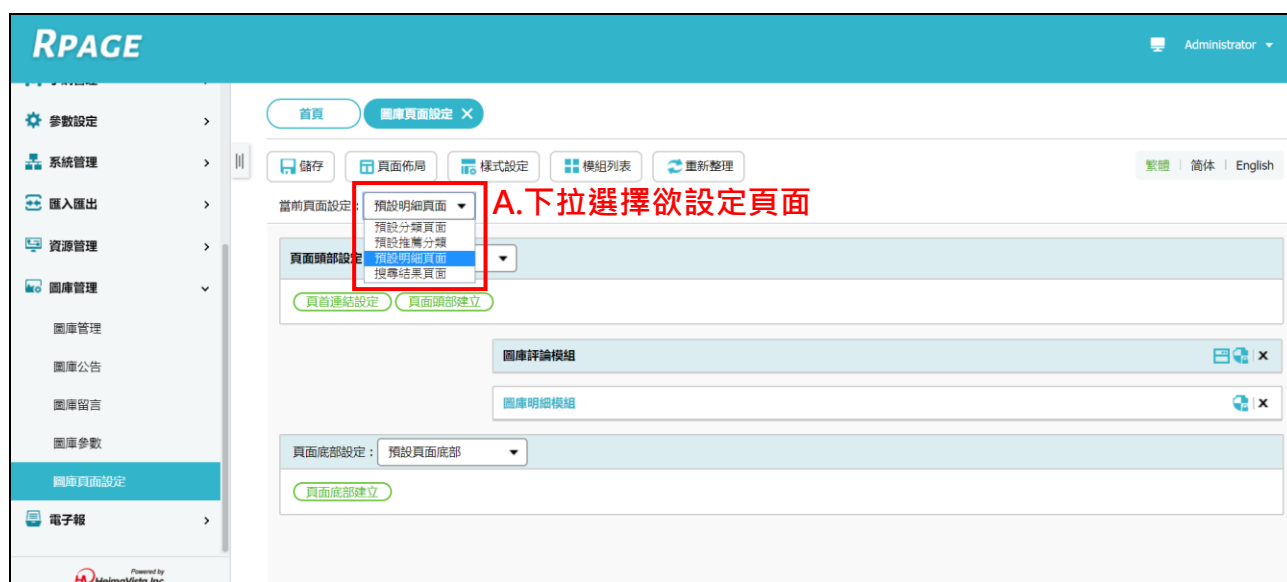 RPAGE
Administrator
參數設定
系統管理
匯入匯出
資源管理
圖庫管理
圖庫管理
圖庫公告
圖庫留言
圖庫參數
圖庫頁面設定
電子報
Powered by
HeimaVista Inc
首頁
圖庫頁面設定
儲存
頁面佈局
樣式設定
模組列表
重新整理
繁體 | 简体 | English
當前頁面設定： 預設明細頁面
A.下拉選擇欲設定頁面
預設分類頁面
預設推薦分類
預設明細頁面
搜尋結果頁面
頁面頭部設定
頁首連結設定 頁面頭部建立
圖庫評論模組
圖庫明細模組
頁面底部設定： 預設頁面底部
頁面底部建立